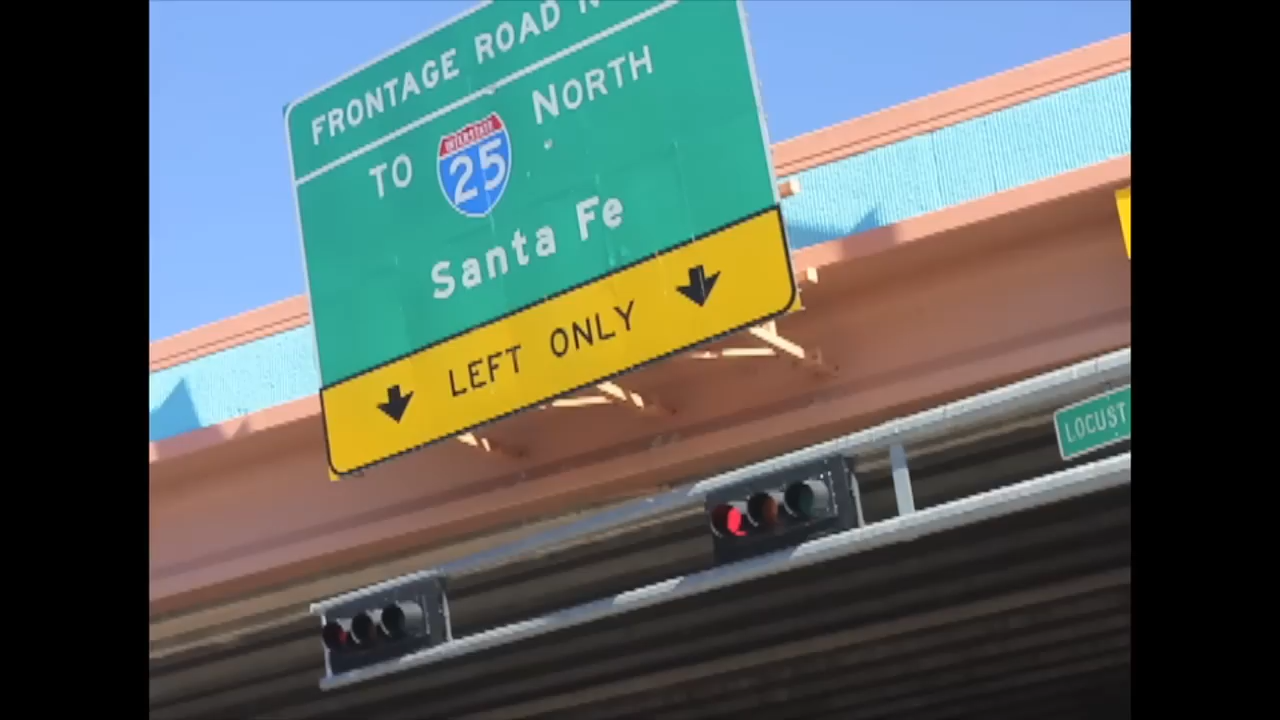 FRONTAGE ROAD
TO INTERSTATE 25 NORTH
Santa Fe
LEFT ONLY
LOCUST